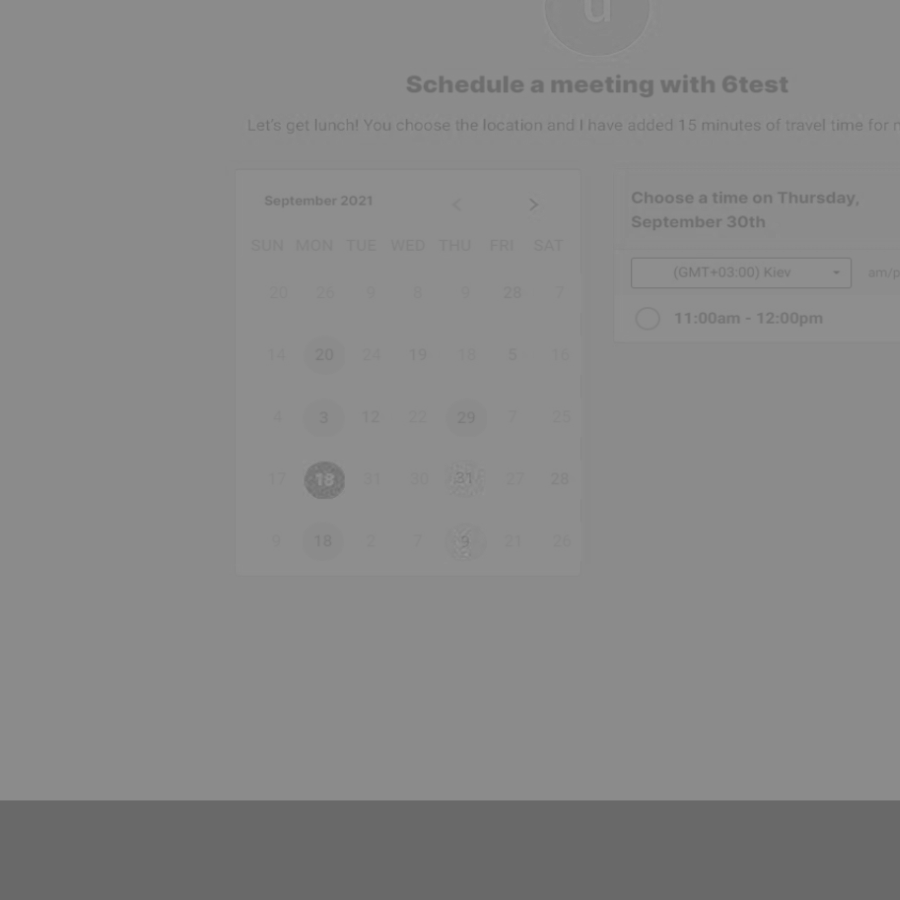 u
Schedule a meeting with 6test
Let's get lunch! You choose the location and I have added 15 minutes of travel time for
September 2021 < >
SUN MON TUE WED THU FRI SAT
20 26 9 8 9 28 7
14 20 24 19 18 5 16
4 3 12 22 29 7 25
17 18 31 30 31 27 28
9 18 2 7 9 21 26
Choose a time on Thursday,
September 30th
(GMT+03:00) Kiev am/p
11:00am - 12:00pm